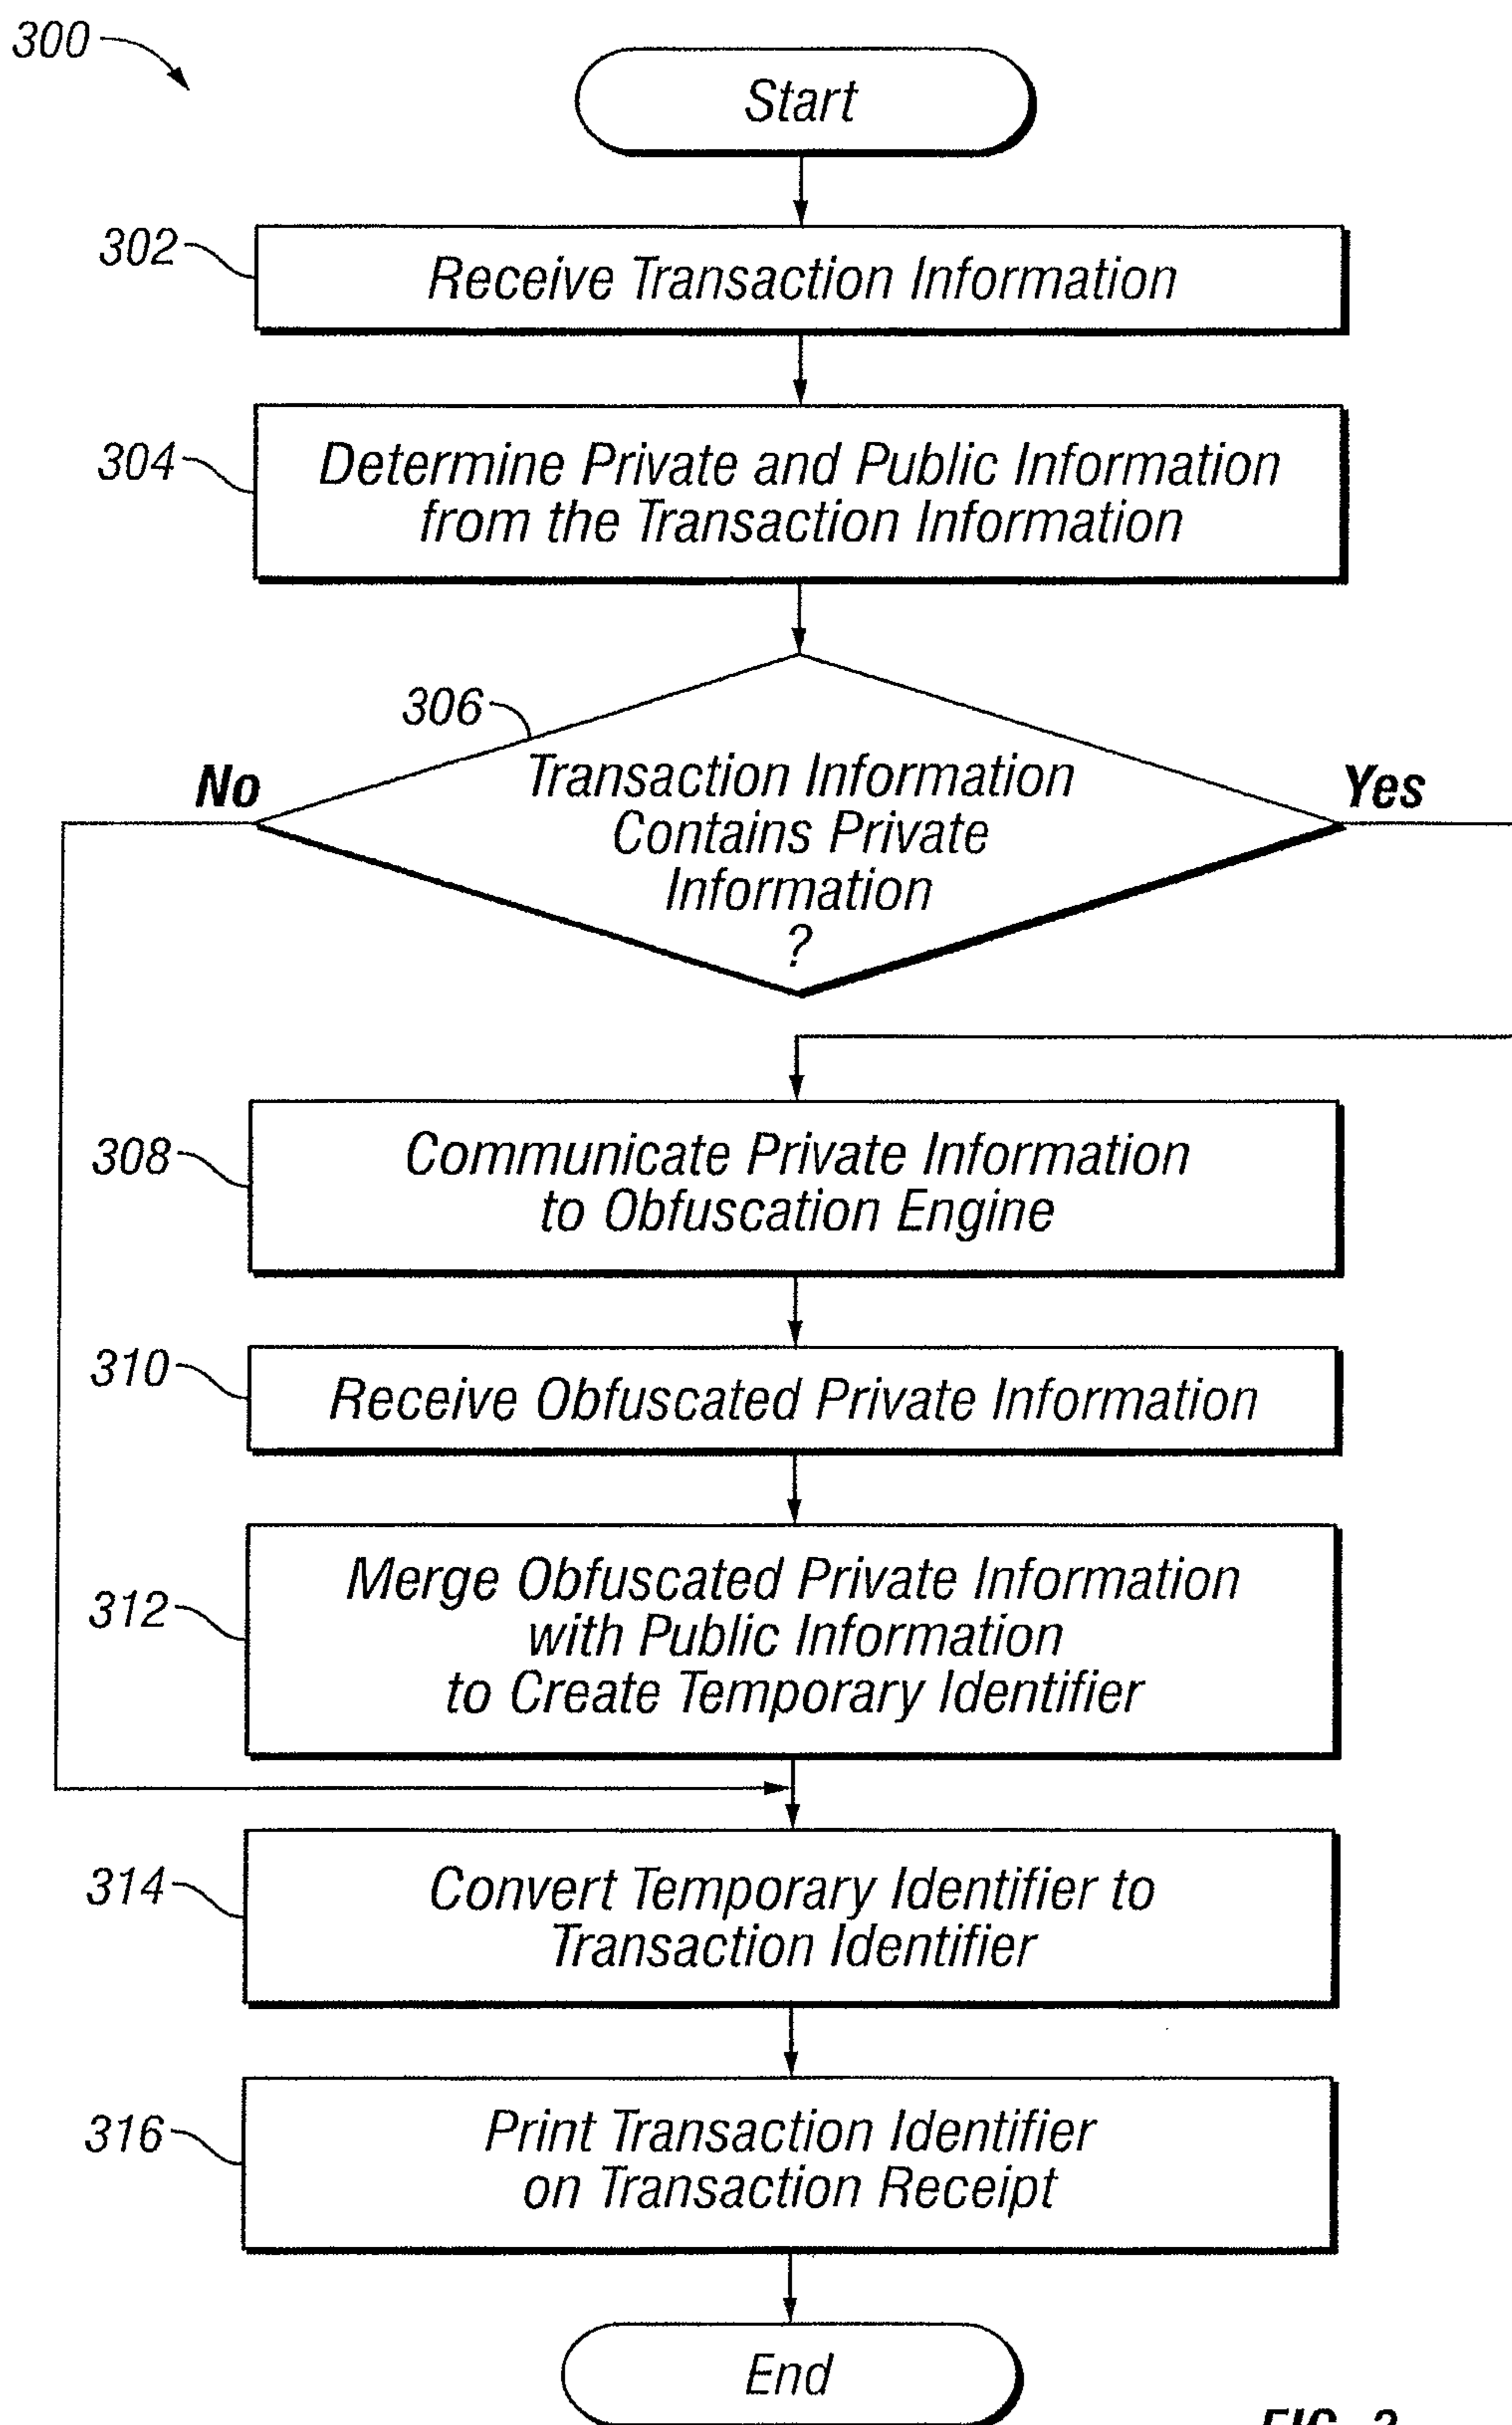 300
Start
302
Receive Transaction Information
304
Determine Private and Public Information
from the Transaction Information
306
No
Yes
Transaction Information
Contains Private
Information
?
308
Communicate Private Information
to Obfuscation Engine
310
Receive Obfuscated Private Information
312
Merge Obfuscated Private Information
with Public Information
to Create Temporary Identifier
314
Convert Temporary Identifier to
Transaction Identifier
316
Print Transaction Identifier
on Transaction Receipt
End
FIG.